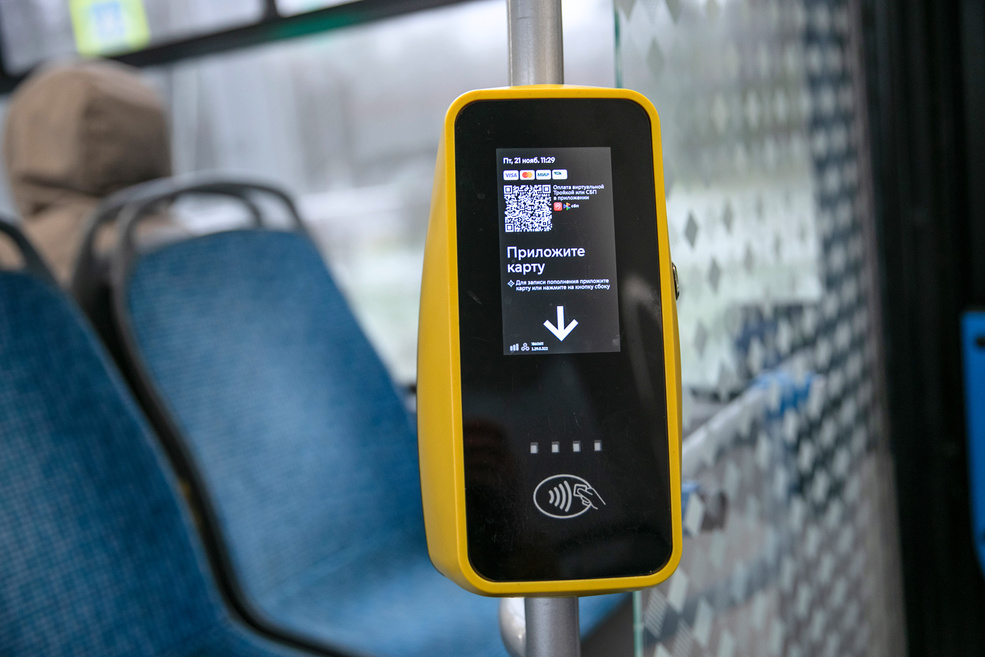 Пт, 21 нояб. 11:29
VISA
МИР
Оплата виртуальной
Тройкой или СБП
в приложении
сбп
Приложите
карту
Для записи пополнения приложите
карту или нажмите на кнопку сбоку